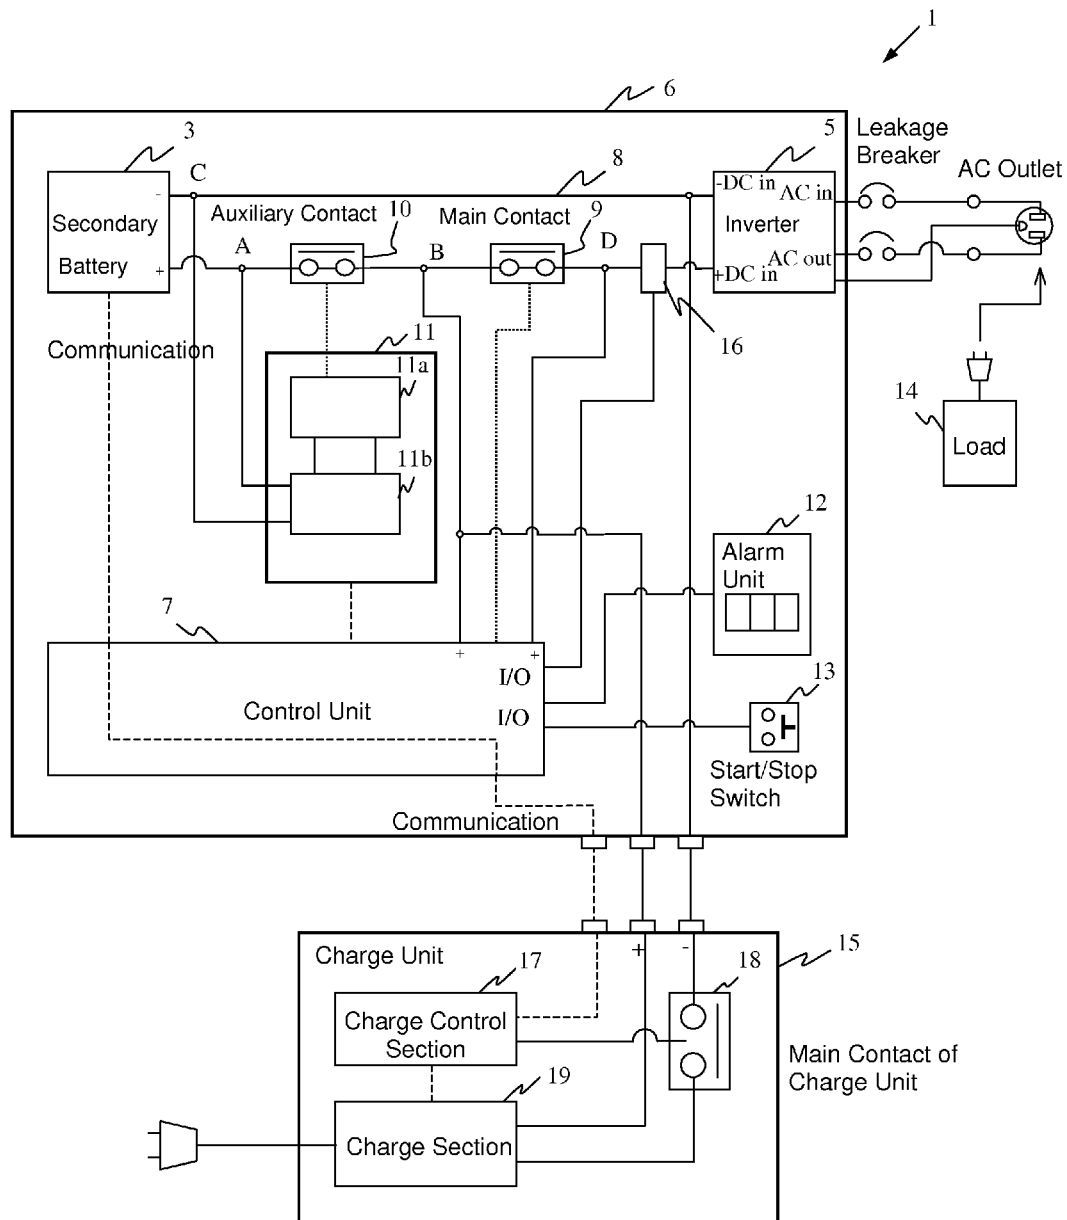 1
6
3
5
Leakage
Breaker
AC Outlet
C
8
-DC in
AC in
-
Secondary
Battery
+
Auxiliary Contact
10
Main Contact
9
A
B
D
Inverter
AC out
+DC in
16
Communication
11
11a
11b
14
Load
12
Alarm
Unit
7
+
+
I/O
I/O
Control Unit
13
Start/Stop
Switch
Communication
Charge Unit
+
-
15
17
18
Charge Control
Section
Main Contact of
Charge Unit
19
Charge Section